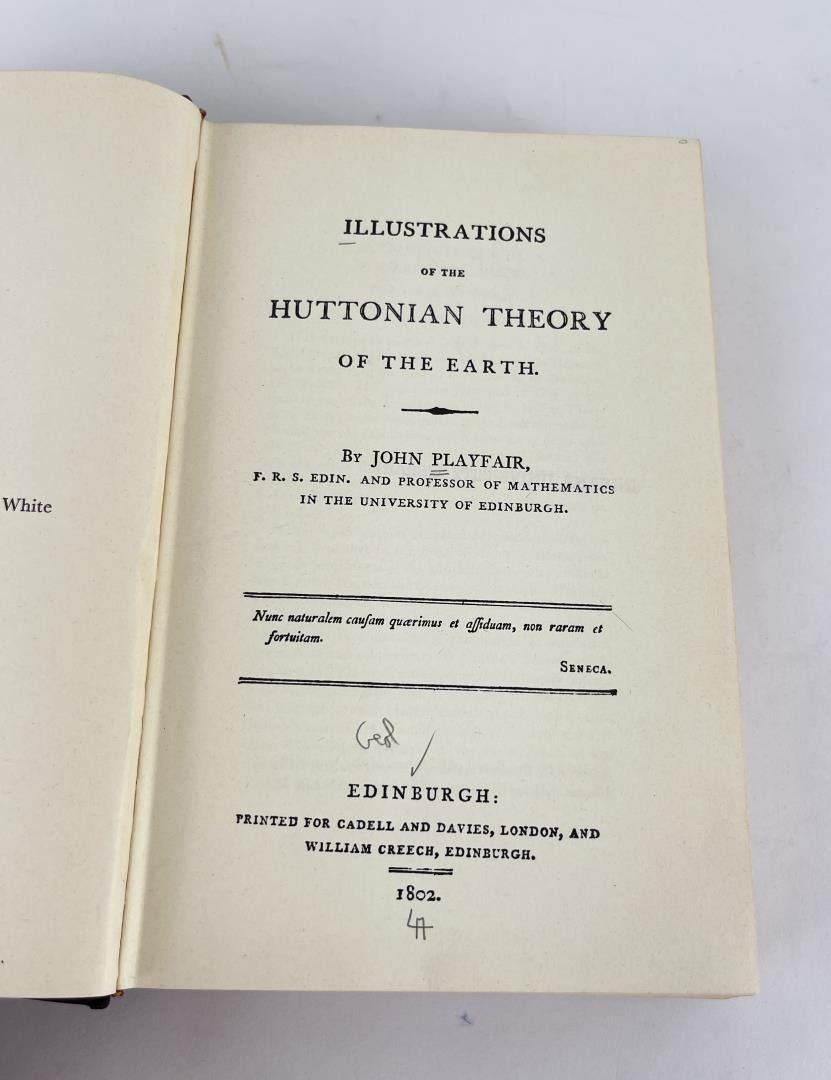 White
ILLUSTRATIONS
OF THE
HUTTONIAN THEORY
OF THE EARTH.
By JOHN PLAYFAIR,
F. R. S. EDIN. AND PROFESSOR OF MATHEMATICS
IN THE UNIVERSITY OF EDINBURGH.
Nunc naturalem cauſam quærimus et aſſiduam, non raram et
fortuitam.
SENECA.
EDINBURGH:
PRINTED FOR CADELL AND DAVIES, LONDON, AND
WILLIAM CREECH, EDINBURGH.
1802.